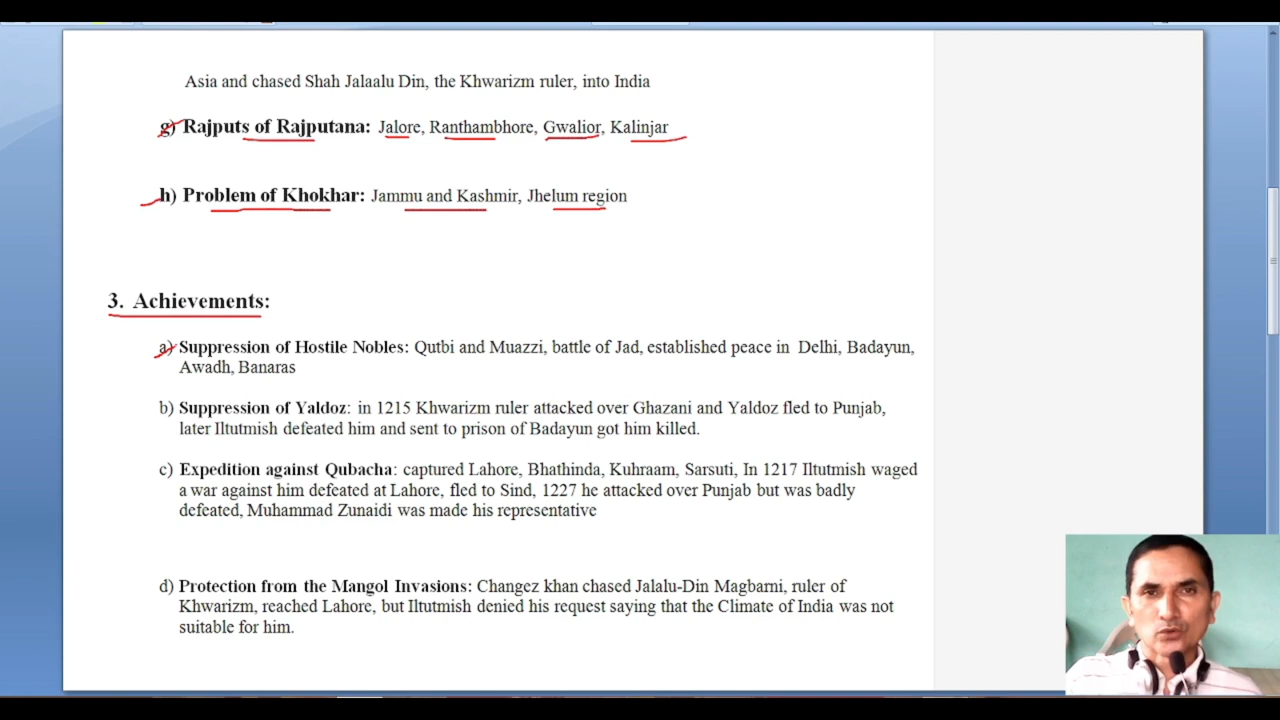 Asia and chased Shah Jalaalu Din, the Khwarizm ruler, into India
g) Rajputs of Rajputana: Jalore, Ranthambhore, Gwalior, Kalinjar
h) Problem of Khokhar: Jammu and Kashmir, Jhelum region
3. Achievements:
a) Suppression of Hostile Nobles: Qutbi and Muazzi, battle of Jad, established peace in Delhi, Badayun,
Awadh, Banaras
b) Suppression of Yaldoz: in 1215 Khwarizm ruler attacked over Ghazani and Yaldoz fled to Punjab,
later Iltutmish defeated him and sent to prison of Badayun got him killed.
c) Expedition against Qubacha: captured Lahore, Bhathinda, Kuhraam, Sarsuti, In 1217 Iltutmish waged
a war against him defeated at Lahore, fled to Sind, 1227 he attacked over Punjab but was badly
defeated, Muhammad Zunaidi was made his representative
d) Protection from the Mangol Invasions: Changez khan chased Jalalu-Din Magbarni, ruler of
Khwarizm, reached Lahore, but Iltutmish denied his request saying that the Climate of India was not
suitable for him.